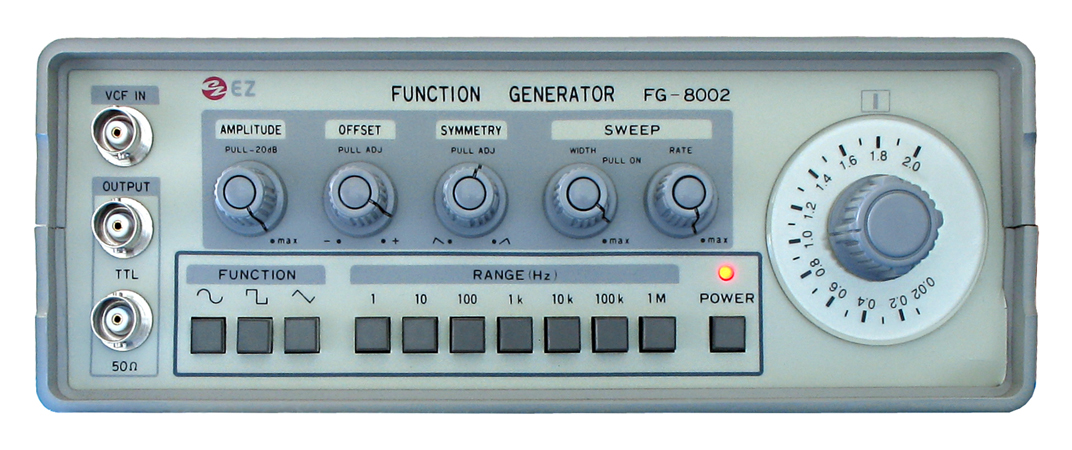 EZ
FUNCTION GENERATOR FG-8002
VCF IN
AMPLITUDE OFFSET SYMMETRY SWEEP
PULL-20dB PULL ADJ PULL ADJ WIDTH PULL ON RATE
OUTPUT
max - + max max
TTL
FUNCTION RANGE(Hz)
1 10 100 1k 10k 100k 1M POWER
50Ω
0.02 0.2 0.4 0.6 0.8 1.0 1.2 1.4 1.6 1.8 2.0